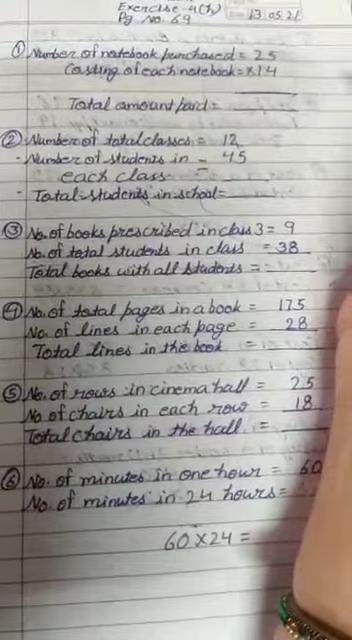 Exercise-4(h)
Pg. No. 69
13.05.21
① Number of notebook purchased = 25
Costing of each notebook = ×14
Total amount paid =
② Number of total classes = 12
- Number of students in - 45
each class =
- Total students in school =
③ No. of books prescribed in class 3 = 9
No. of total students in class = 38
Total books with all students =
④ No. of total pages in a book = 175
No. of lines in each page = 28
Total lines in the book =
⑤ No. of rows in cinema hall = 25
No of chairs in each row = 18
Total chairs in the hall =
⑥ No. of minutes in one hour = 60
No. of minutes in 24 hours =
60×24=